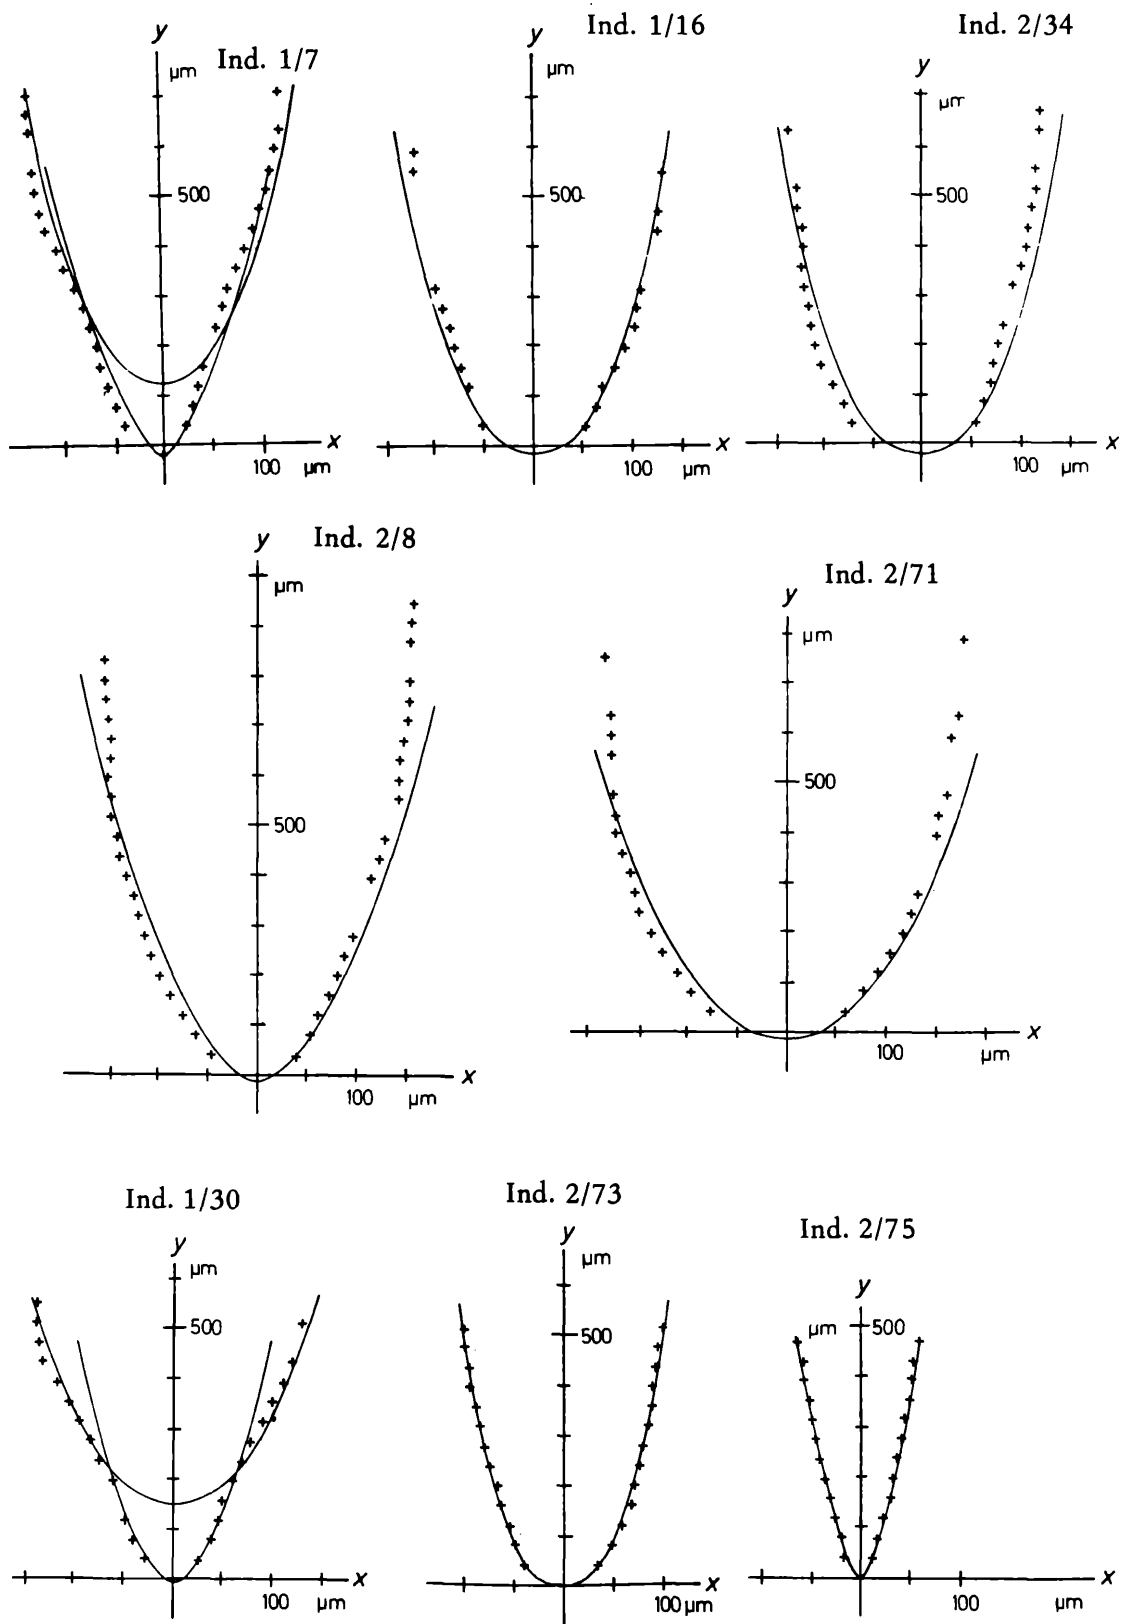 Ind. 1/7
y
µm
500
x
100 µm
Ind. 1/16
y
500
x
100 µm
Ind. 2/34
y
µm
500
x
100 µm
Ind. 2/8
y
µm
500
x
100 µm
Ind. 2/71
y
µm
500
x
100 µm
Ind. 1/30
y
µm
500
x
100 µm
Ind. 2/73
y
µm
500
x
100 µm
Ind. 2/75
y
µm 500
x
100 µm